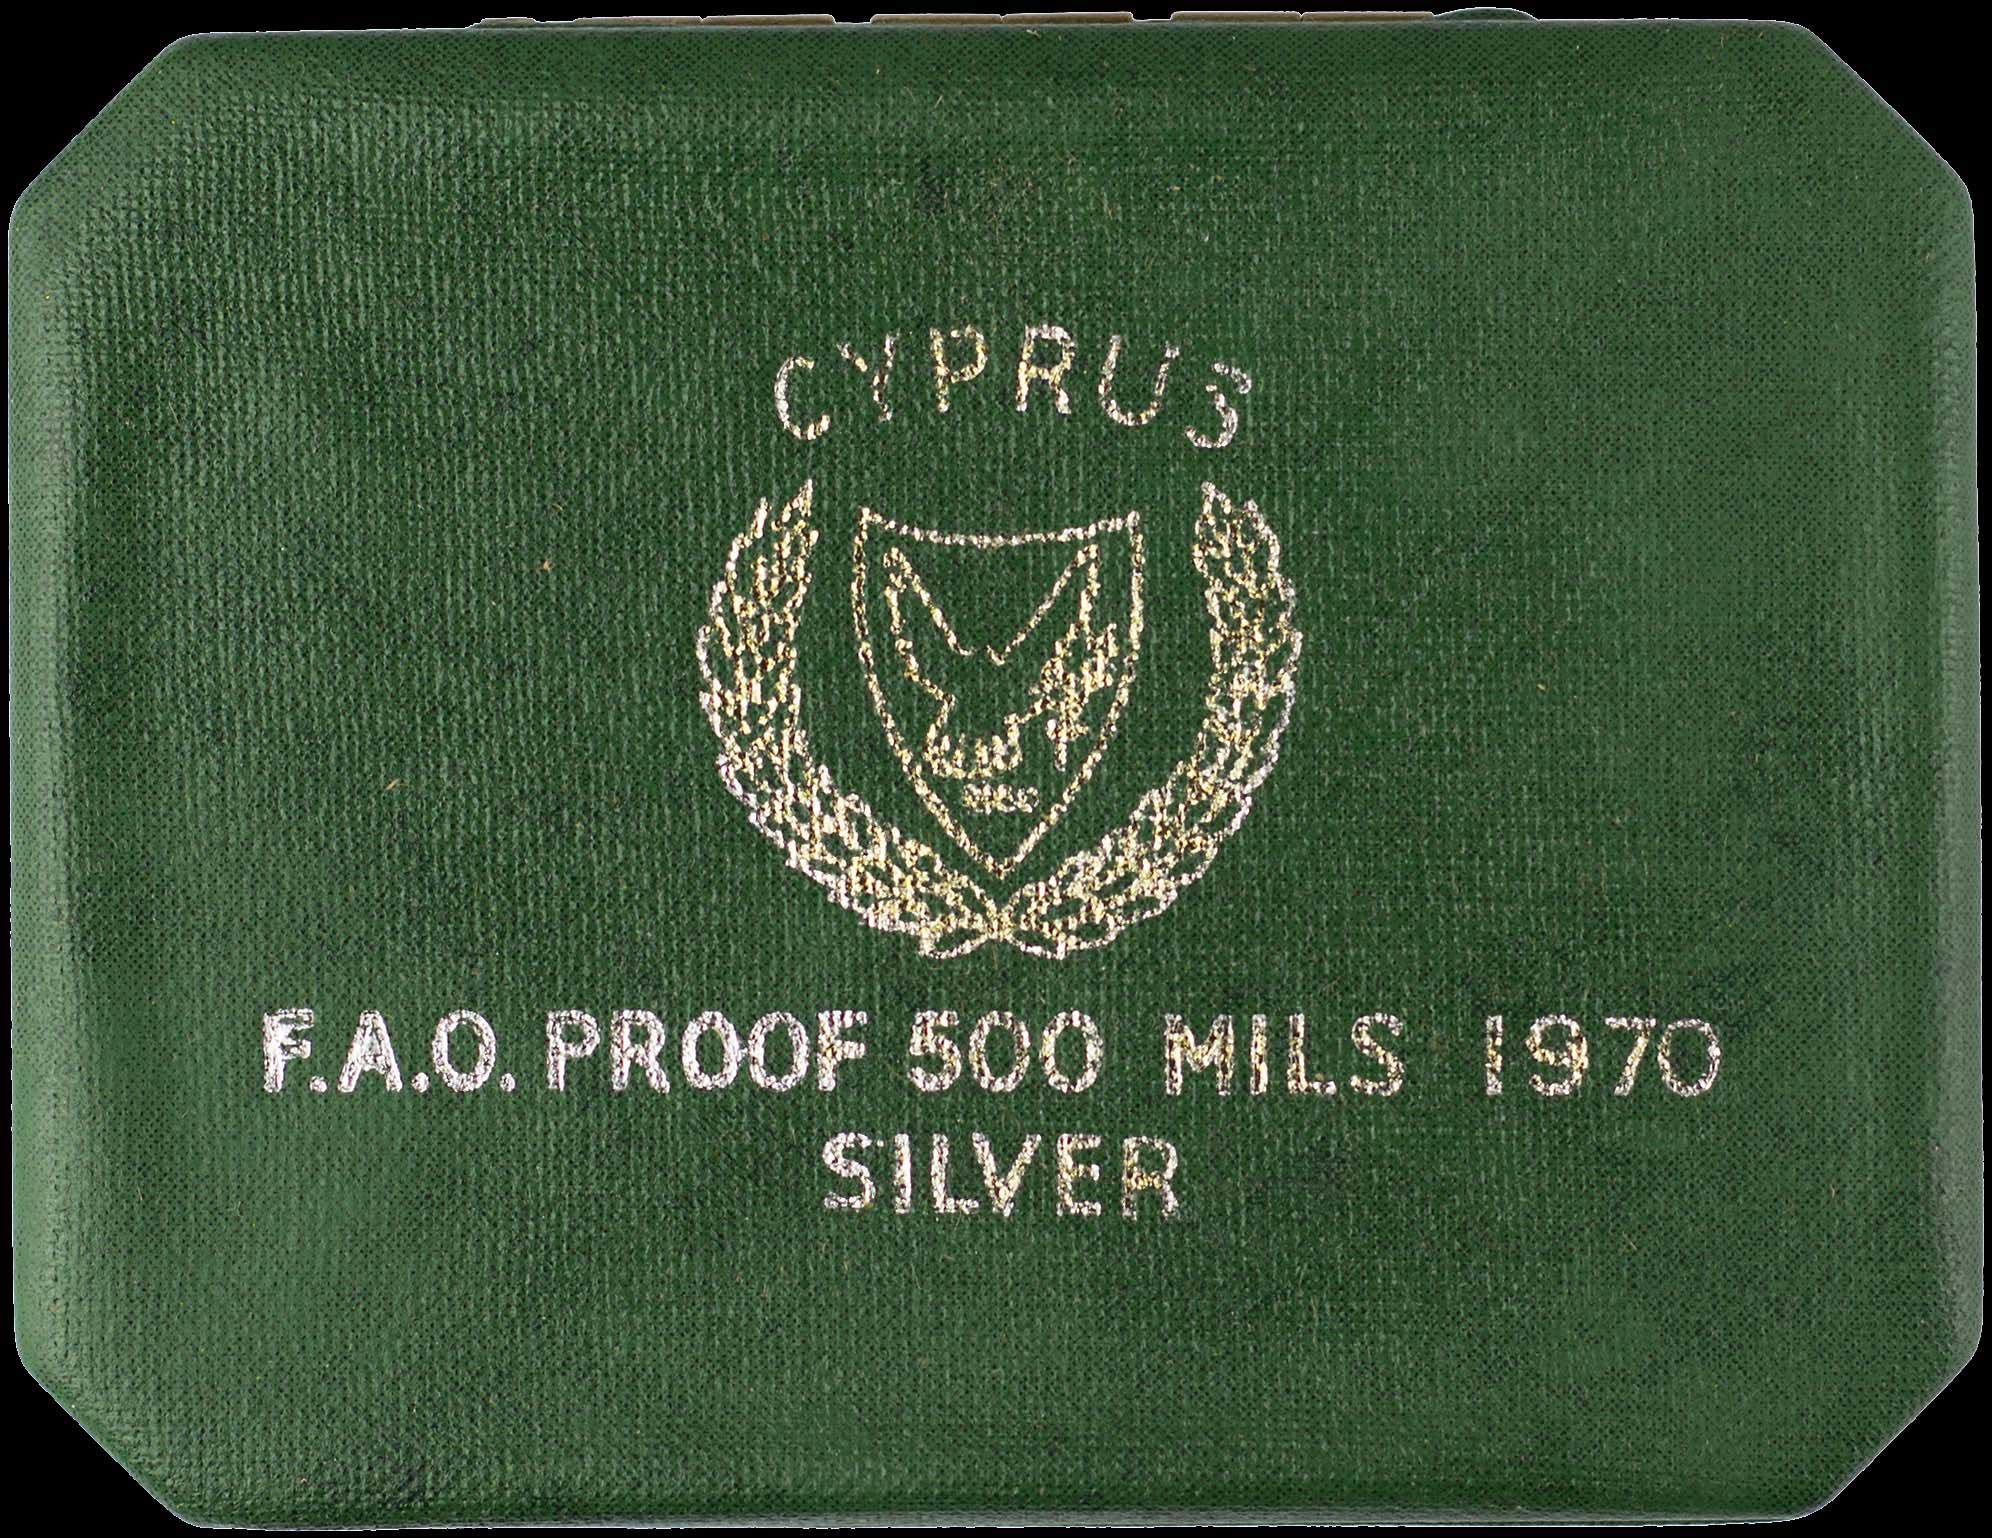 CYPRUS
F.A.O. PROOF 500 MILS 1970
SILVER